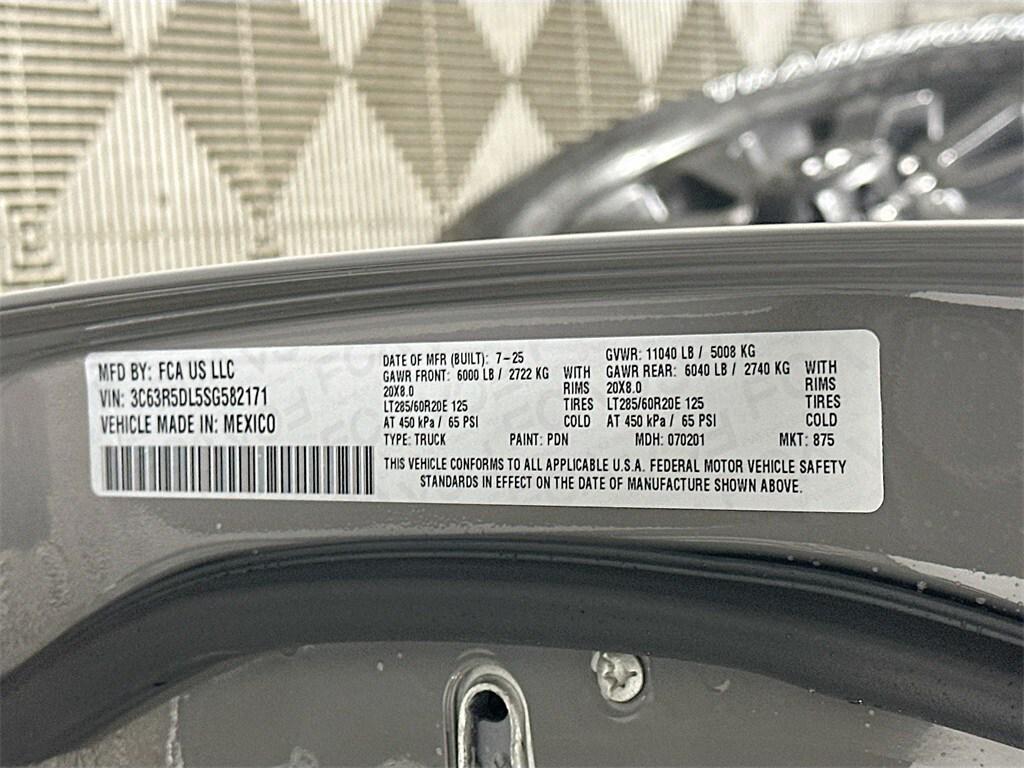 MFD BY: FCA US LLC
VIN: 3C63R5DL5SG582171
VEHICLE MADE IN: MEXICO
DATE OF MFR (BUILT): 7-25
GAWR FRONT: 6000 LB / 2722 KG WITH
20X8.0 RIMS
LT285/60R20E 125 TIRES
AT 450 kPa / 65 PSI COLD
GVWR: 11040 LB / 5008 KG
GAWR REAR: 6040 LB / 2740 KG WITH
20X8.0 RIMS
LT285/60R20E 125 TIRES
AT 450 kPa / 65 PSI COLD
TYPE: TRUCK PAINT: PDN MDH: 070201 MKT: 875
THIS VEHICLE CONFORMS TO ALL APPLICABLE U.S.A. FEDERAL MOTOR VEHICLE SAFETY
STANDARDS IN EFFECT ON THE DATE OF MANUFACTURE SHOWN ABOVE.